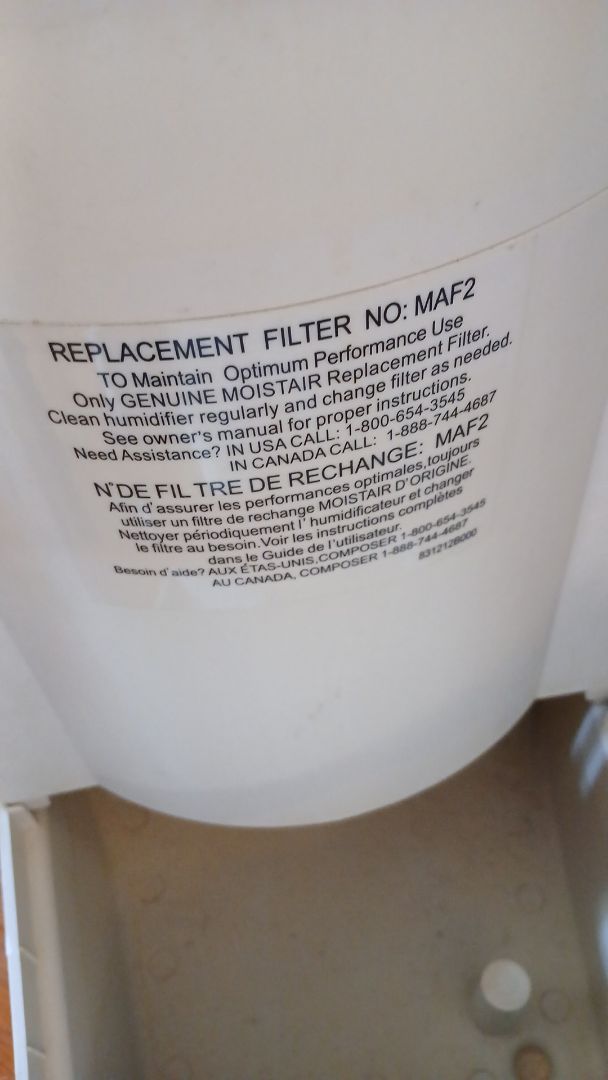 REPLACEMENT FILTER NO: MAF2
TO Maintain Optimum Performance Use
Only GENUINE MOISTAIR Replacement Filter.
Clean humidifier regularly and change filter as needed.
See owner's manual for proper instructions.
Need Assistance? IN USA CALL: 1-800-654-3545
IN CANADA CALL: 1-888-744-4687
N°DE FIL TRE DE RECHANGE: MAF2
Afin d'assurer les performances optimales,toujours
utiliser un filtre de rechange MOISTAIR D'ORIGINE.
Nettoyer périodiquement l'humidificateur et changer
le filtre au besoin.Voir les instructions complètes
dans le Guide de l'utilisateur.
Besoin d'aide? AUX ÉTAS-UNIS,COMPOSER 1-800-654-3545
AU CANADA, COMPOSER 1-888-744-4687
831212B000